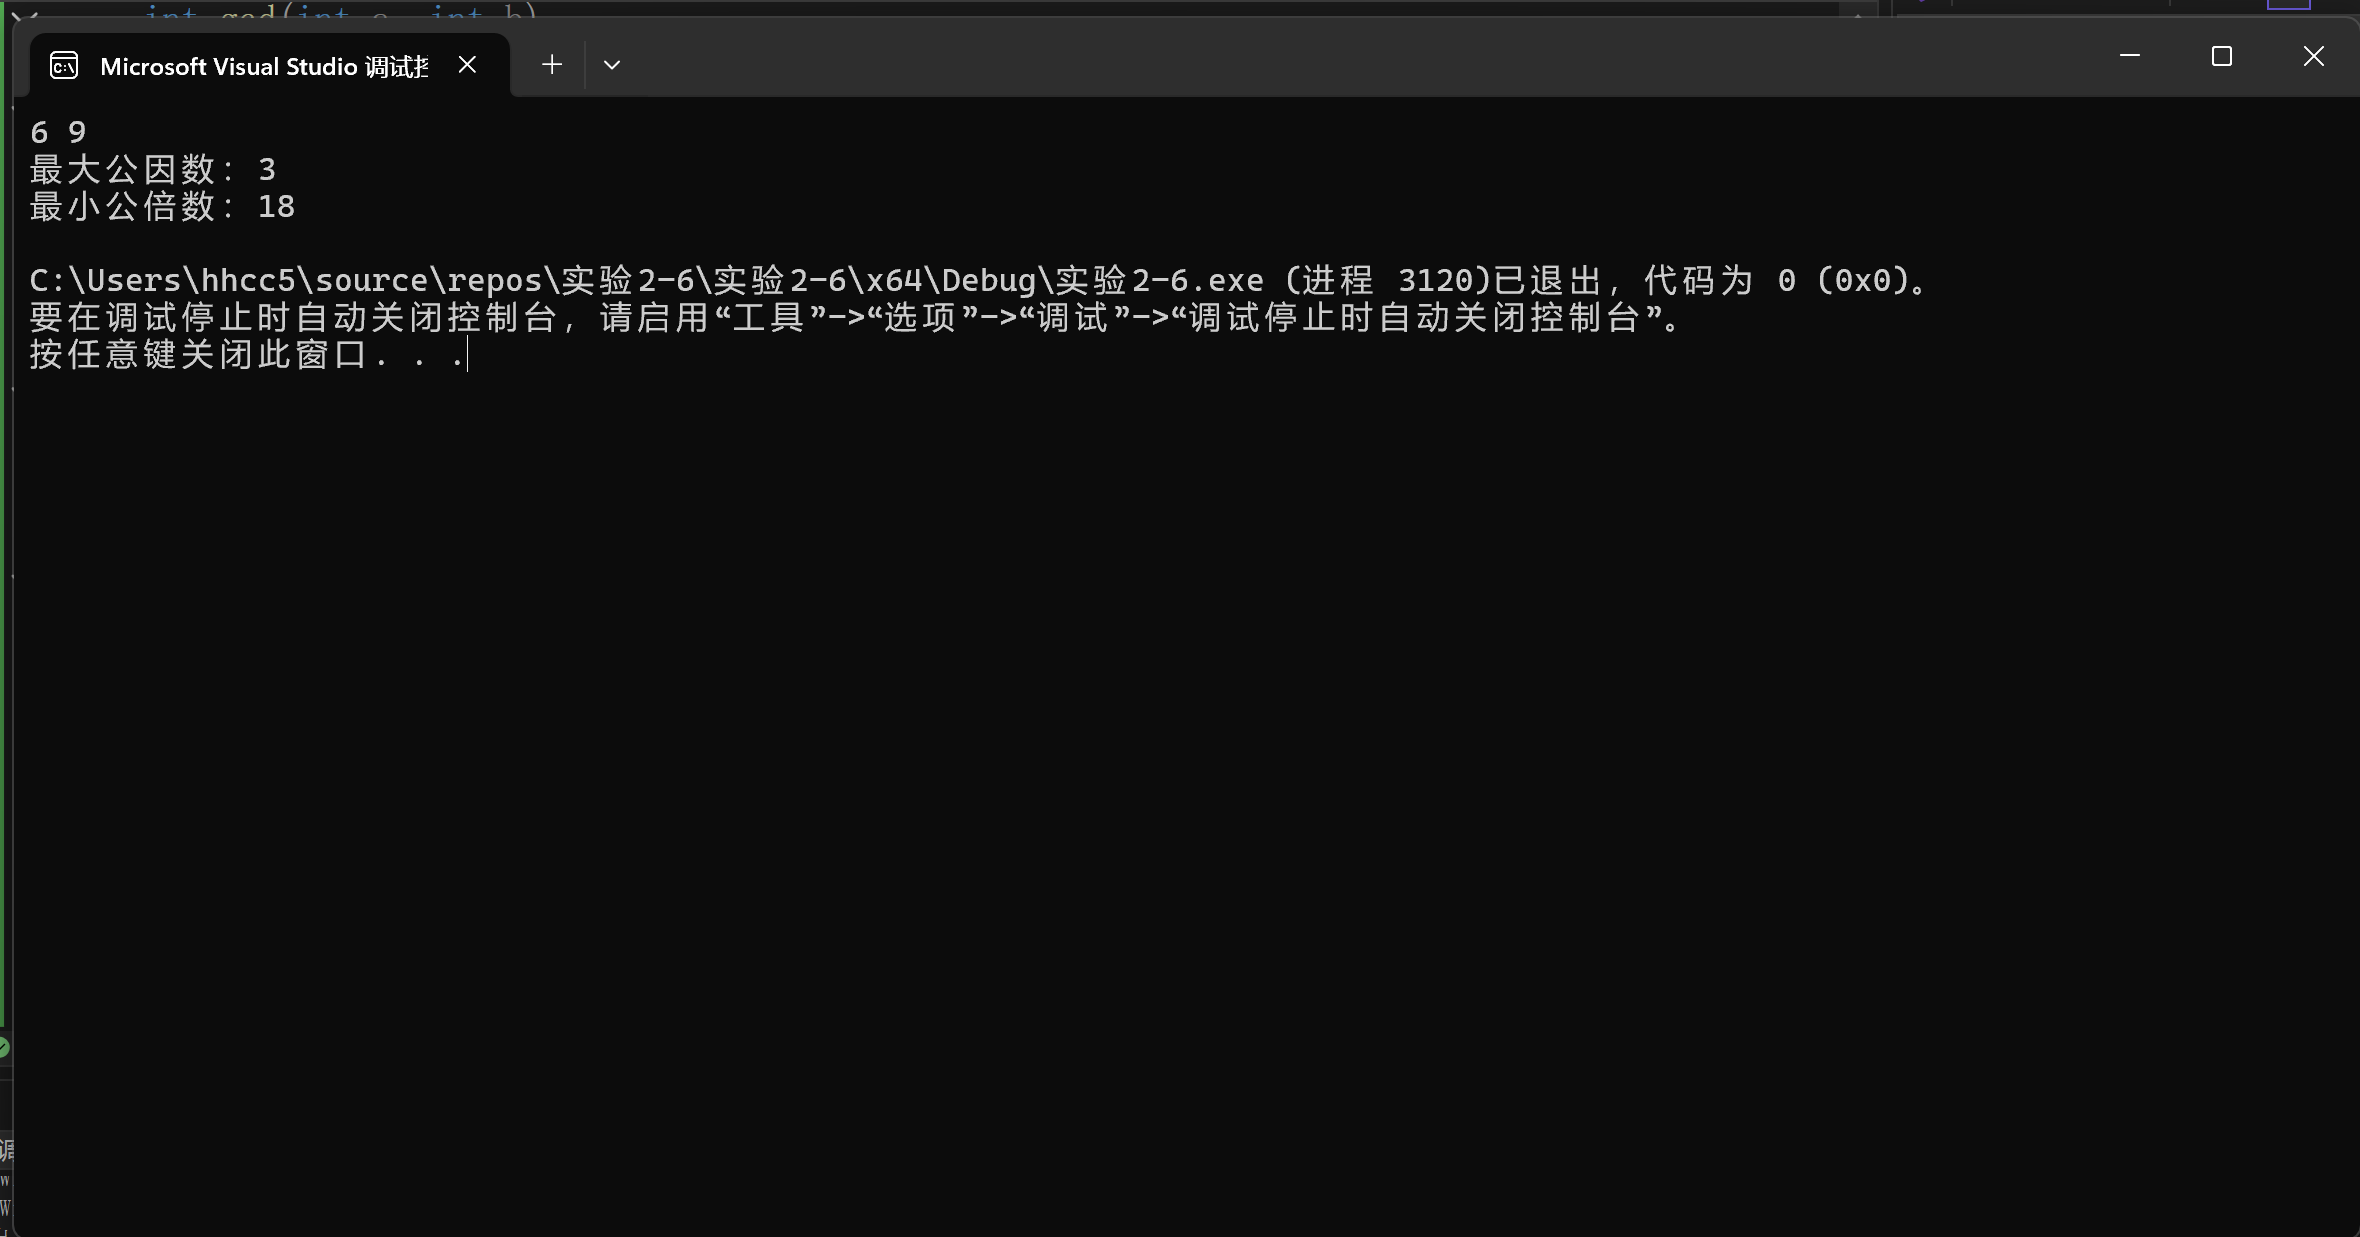 int gcd(int a, int b)
Microsoft Visual Studio 调试
6 9
最大公因数: 3
最小公倍数: 18
C:\Users\hhcc5\source\repos\实验2-6\实验2-6\x64\Debug\实验2-6.exe (进程 3120)已退出，代码为 0 (0x0)。
要在调试停止时自动关闭控制台，请启用“工具”->“选项”->“调试”->“调试停止时自动关闭控制台”。
按任意键关闭此窗口. . .